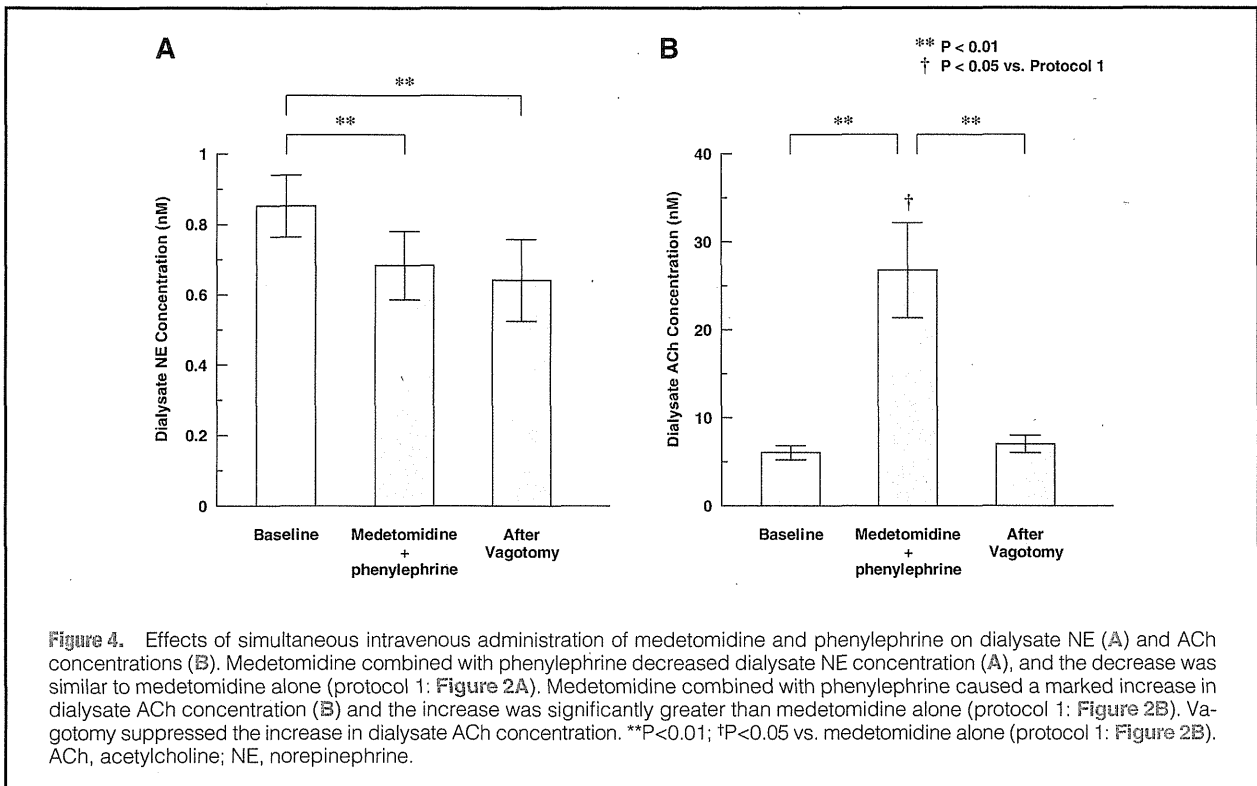 A
B
** P < 0.01
† P < 0.05 vs. Protocol 1
**
**
**
**
†
Dialysate NE Concentration (nM)
1
0.8
0.6
0.4
0.2
0
Baseline
Medetomidine
+
phenylephrine
After
Vagotomy
Dialysate ACh Concentration (nM)
40
30
20
10
0
Baseline
Medetomidine
+
phenylephrine
After
Vagotomy
Figure 4. Effects of simultaneous intravenous administration of medetomidine and phenylephrine on dialysate NE (A) and ACh
concentrations (B). Medetomidine combined with phenylephrine decreased dialysate NE concentration (A), and the decrease was
similar to medetomidine alone (protocol 1: Figure 2A). Medetomidine combined with phenylephrine caused a marked increase in
dialysate ACh concentration (B) and the increase was significantly greater than medetomidine alone (protocol 1: Figure 2B). Va-
gotomy suppressed the increase in dialysate ACh concentration. **P<0.01; †P<0.05 vs. medetomidine alone (protocol 1: Figure 2B).
ACh, acetylcholine; NE, norepinephrine.